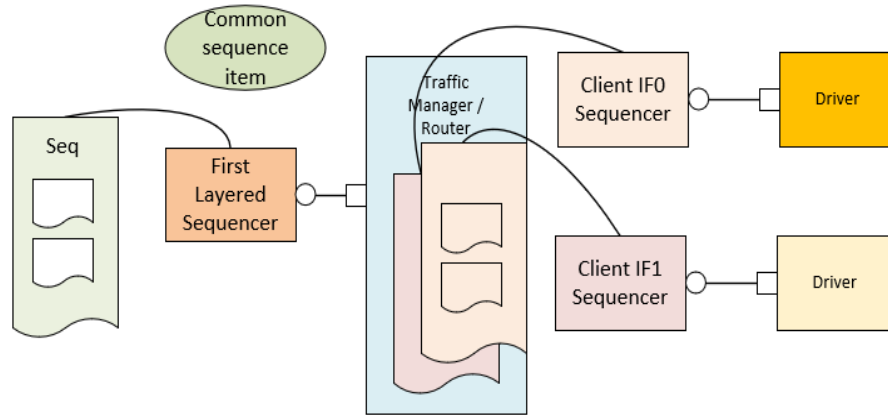 Common
sequence
item
Seq
First
Layered
Sequencer
Traffic
Manager /
Router
Client IF0
Sequencer
Driver
Client IF1
Sequencer
Driver